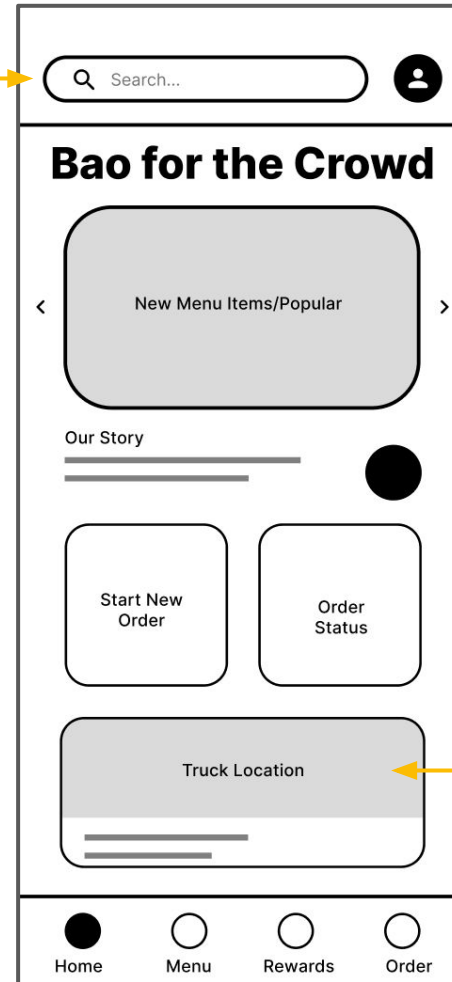 Search...
Bao for the Crowd
New Menu Items/Popular
Our Story
Start New
Order
Order
Status
Truck Location
Home Menu Rewards Order